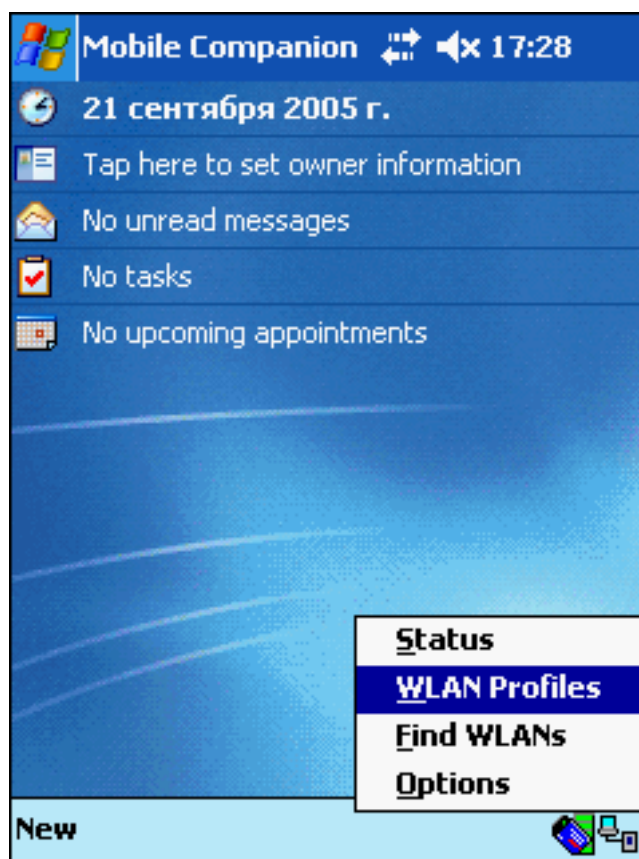 Mobile Companion 17:28
21 сентября 2005 г.
Tap here to set owner information
No unread messages
No tasks
No upcoming appointments
Status
WLAN Profiles
Find WLANs
Options
New